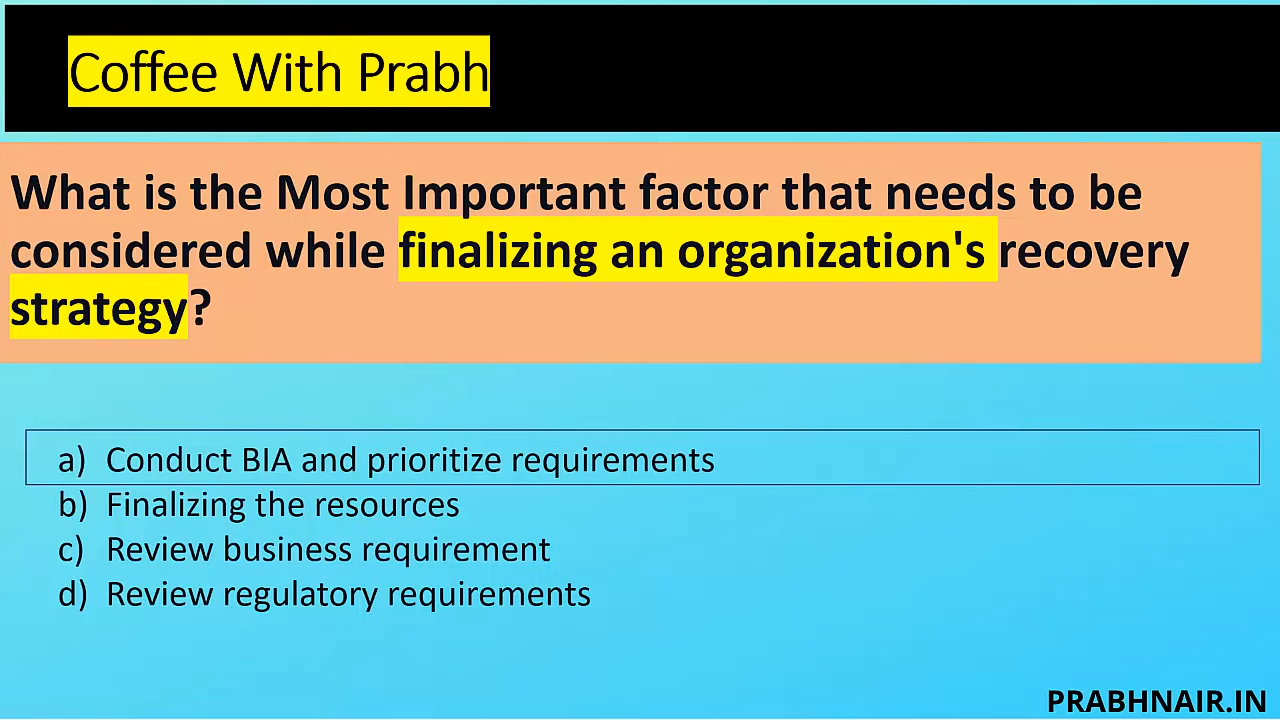 Coffee With Prabh
What is the Most Important factor that needs to be
considered while finalizing an organization's recovery
strategy?
a) Conduct BIA and prioritize requirements
b) Finalizing the resources
c) Review business requirement
d) Review regulatory requirements
PRABHNAIR.IN